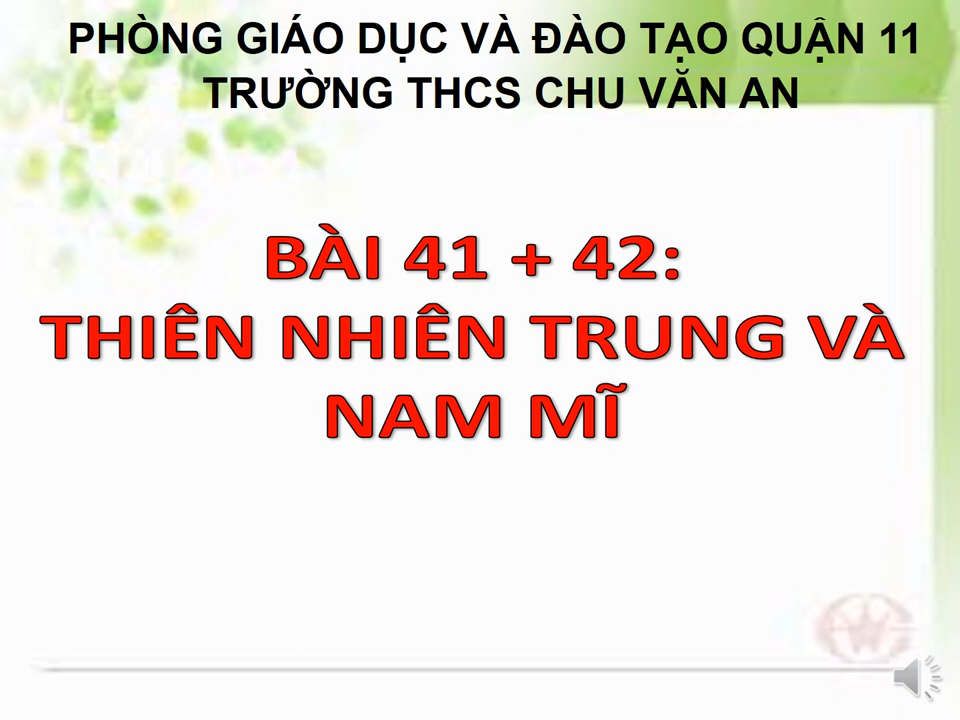 PHÒNG GIÁO DỤC VÀ ĐÀO TẠO QUẬN 11
TRƯỜNG THCS CHU VĂN AN
BÀI 41 + 42:
THIÊN NHIÊN TRUNG VÀ
NAM MĨ